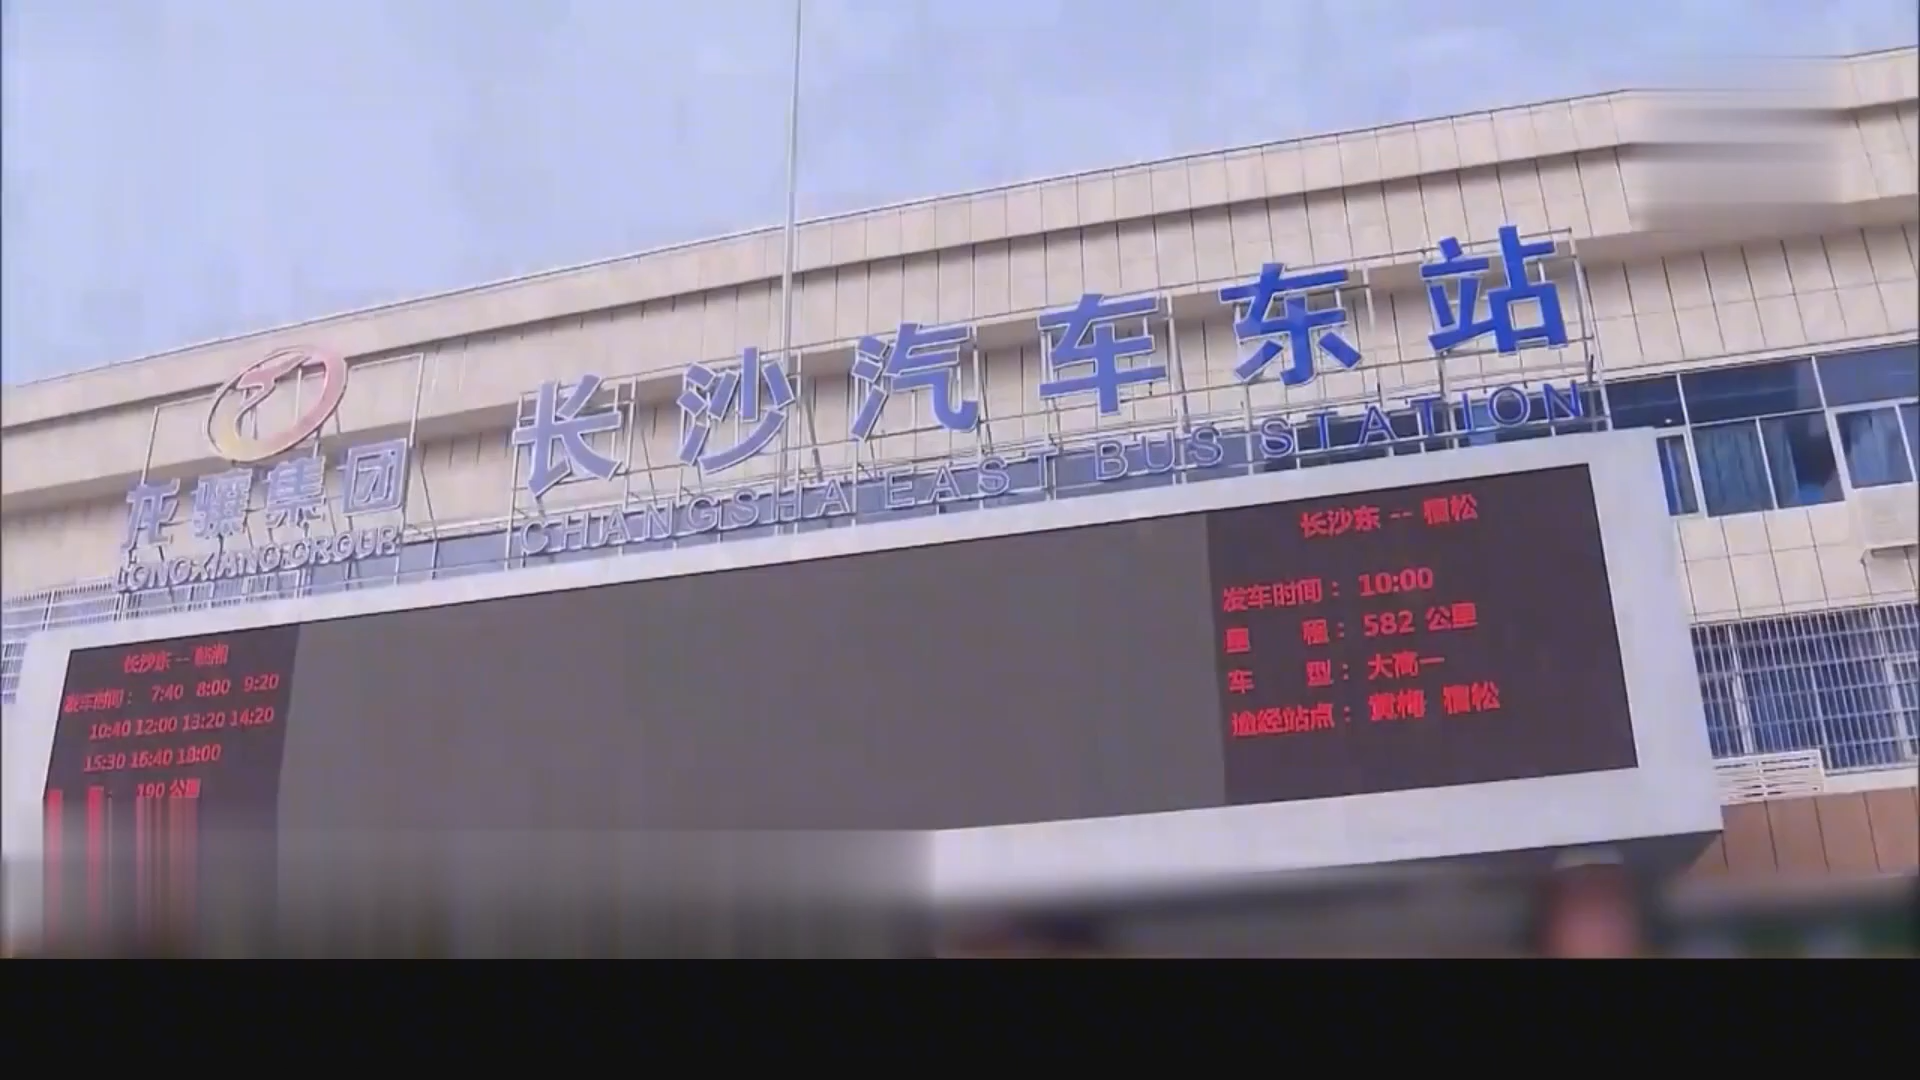 龙骧集团
LONGXIANG GROUP
长沙汽车东站
CHANGSHA EAST BUS STATION
长沙东 -- 临湘
发车时间： 7:40 8:00 9:20
10:40 12:00 13:20 14:20
15:30 16:40 18:00
190 公里
长沙东 -- 宿松
发车时间： 10:00
里 程： 582 公里
车 型： 大高一
途经站点： 黄梅 宿松